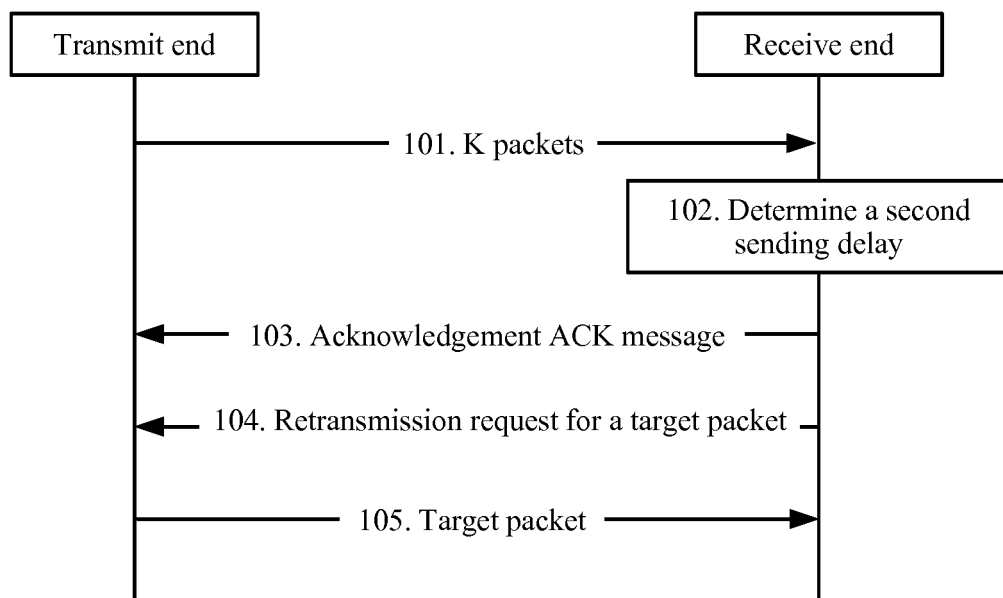 Transmit end
Receive end
101. K packets
102. Determine a second
sending delay
103. Acknowledgement ACK message
104. Retransmission request for a target packet
105. Target packet